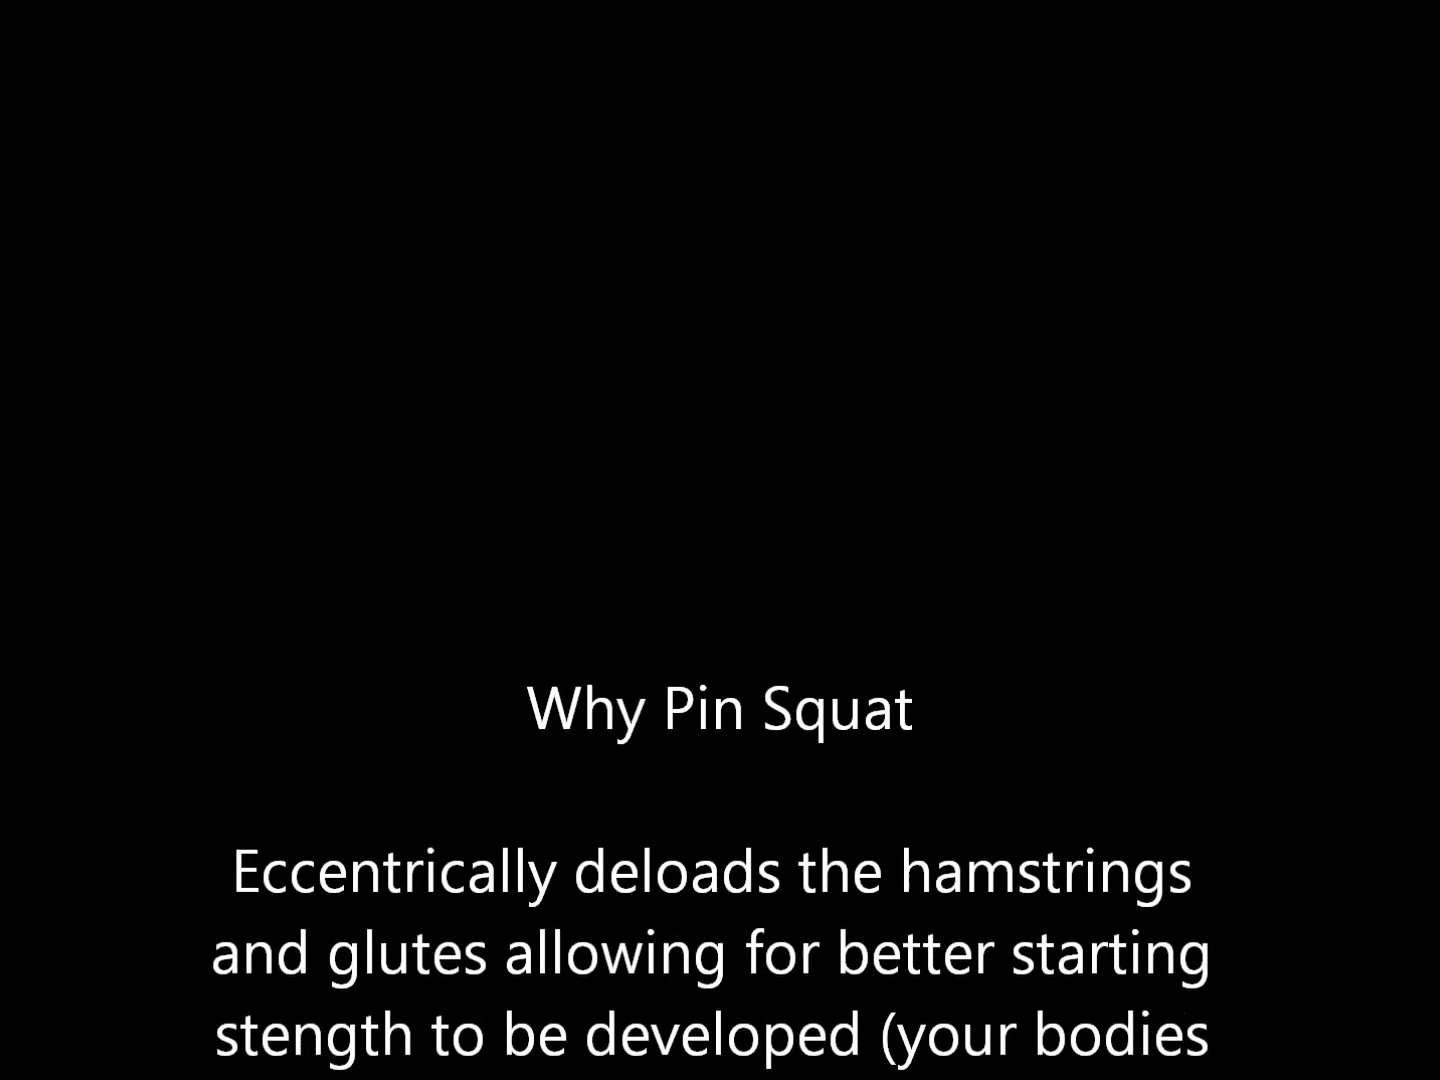 Why Pin Squat
Eccentrically deloads the hamstrings
and glutes allowing for better starting
stength to be developed (your bodies